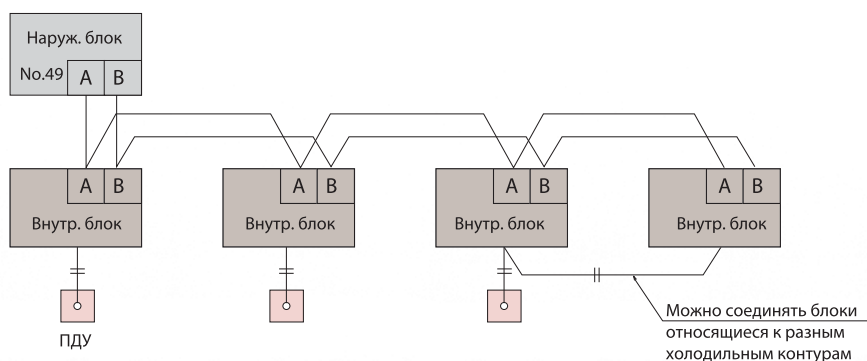 Наруж. блок
No.49 A B
A B A B A B A B
Внутр. блок Внутр. блок Внутр. блок Внутр. блок
ПДУ
Можно соединять блоки
относящиеся к разным
холодильным контурам